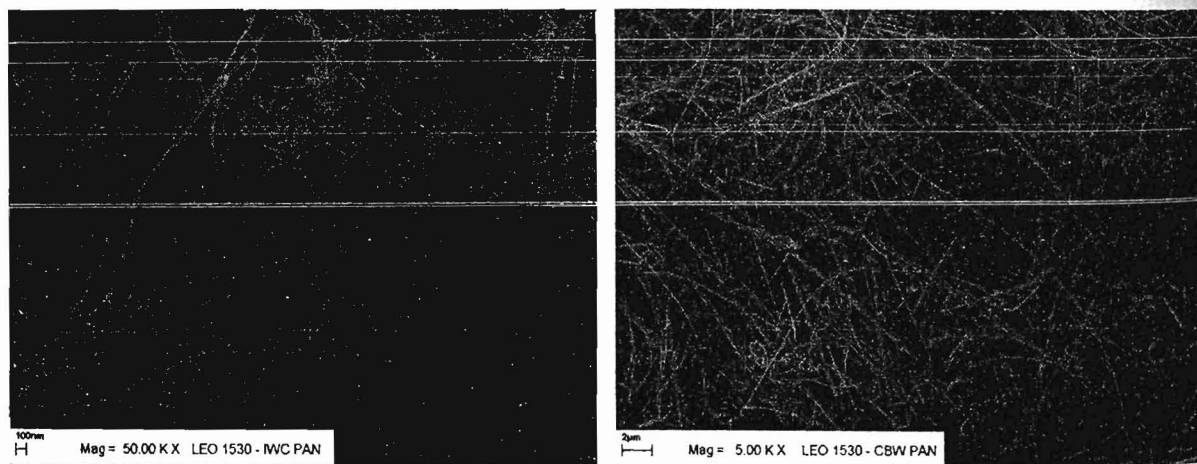 100nm
Mag = 50.00 K X LEO 1530 - IWC PAN
2µm
Mag = 5.00 K X LEO 1530 - CBW PAN